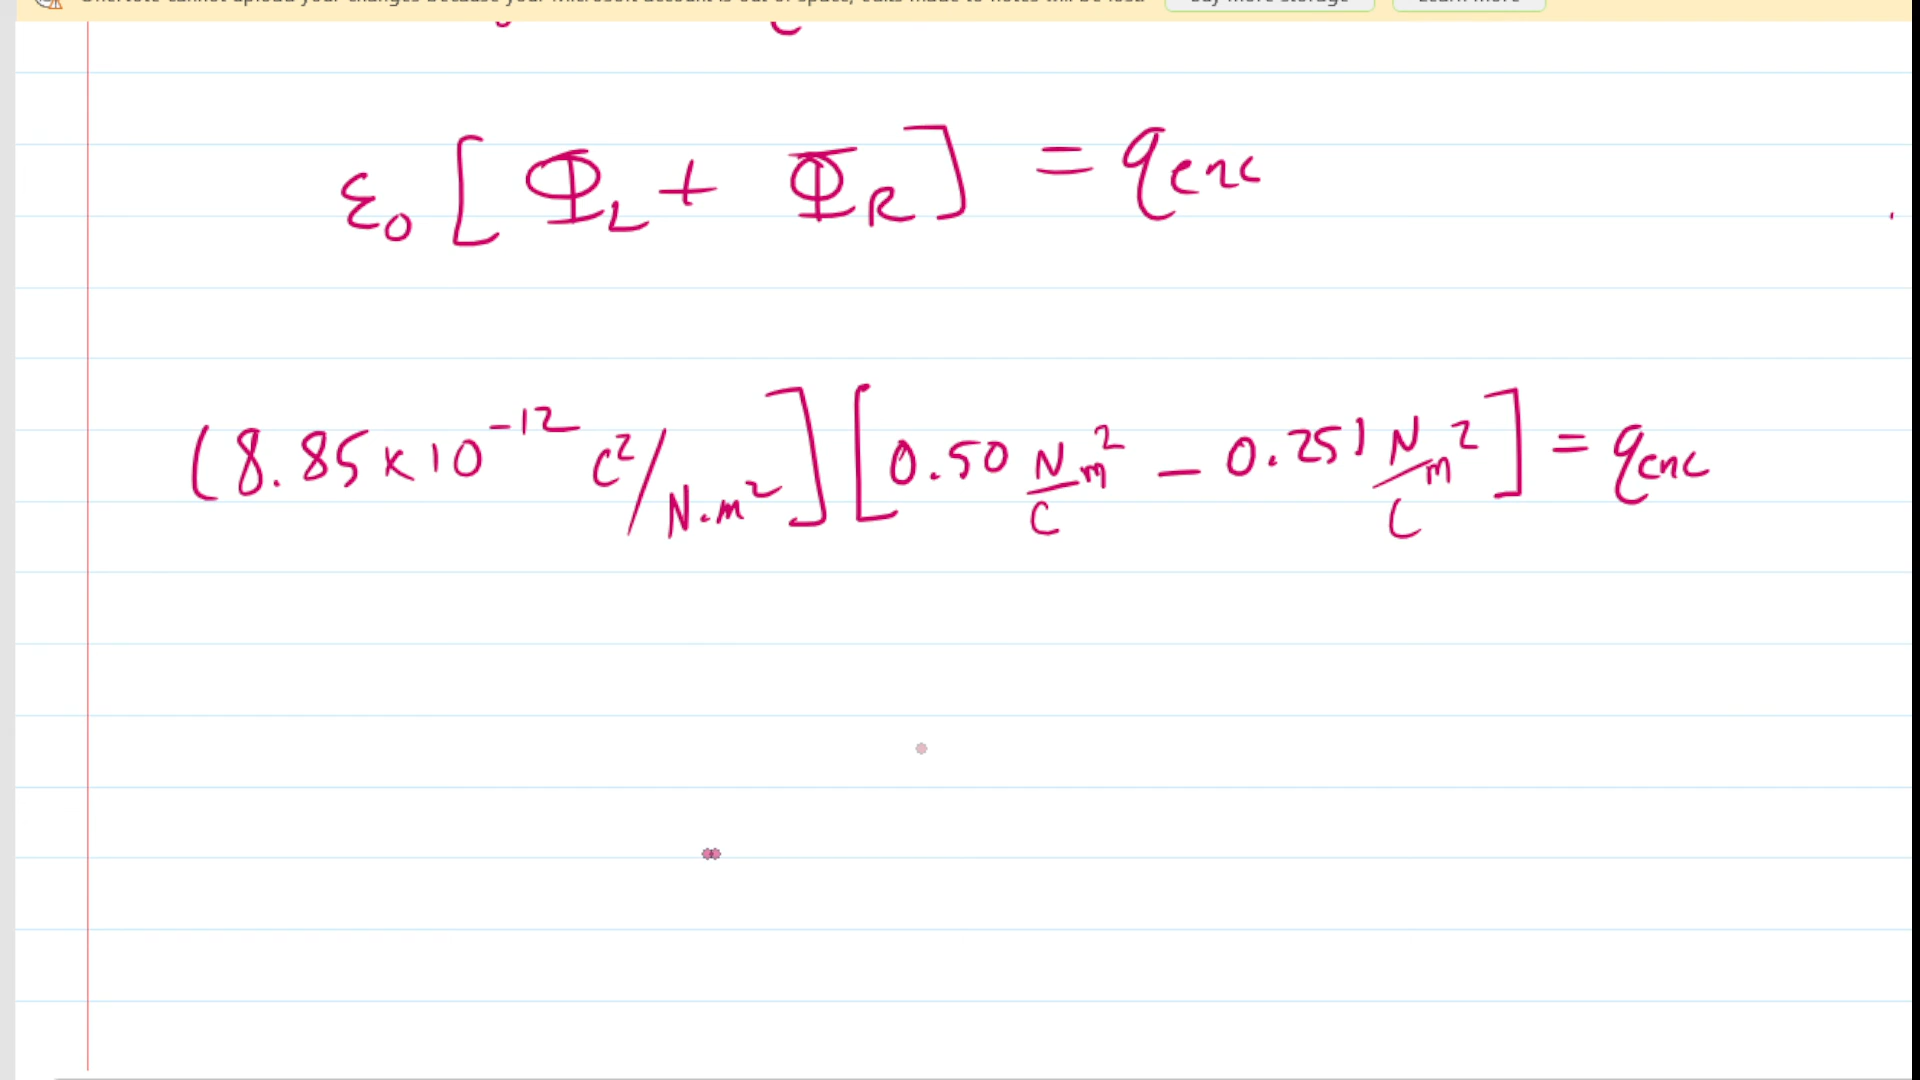 ε₀ [ Φ_L + Φ_R ] = q_enc
(8.85 × 10⁻¹² C²/N·m²] [0.50 N/C m² − 0.251 N/C m²] = q_enc